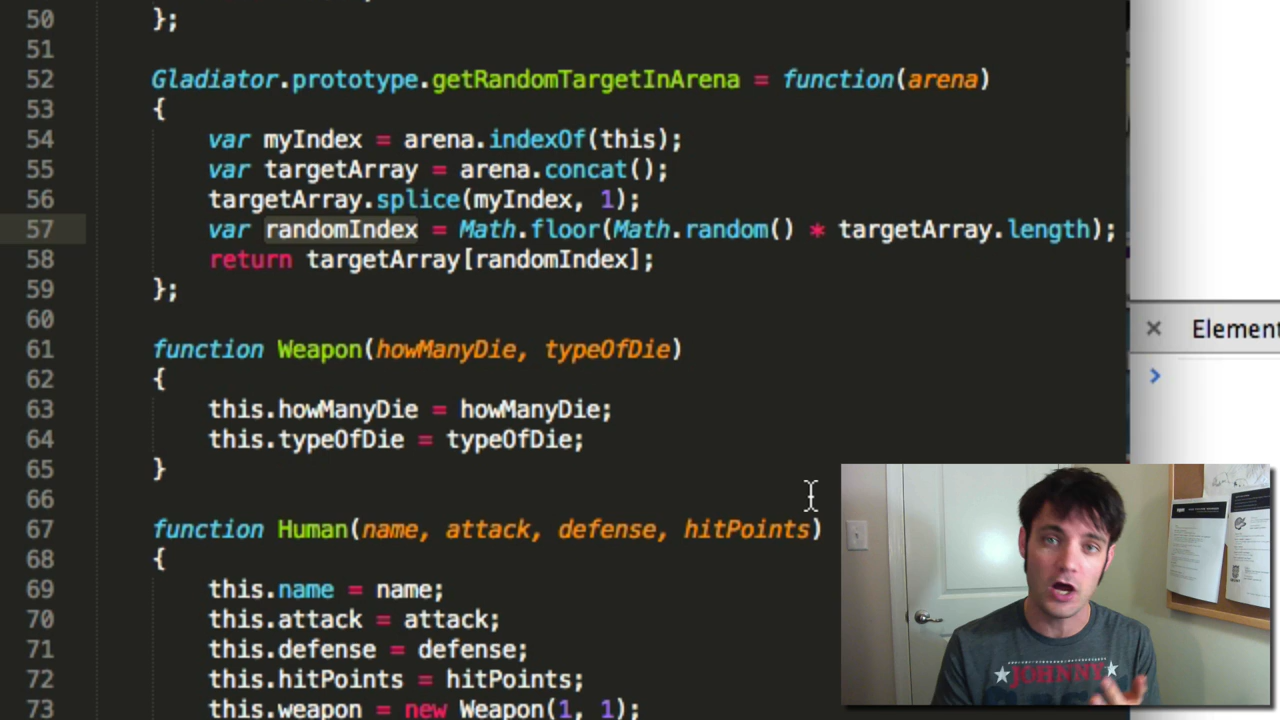 50 };
51
52 Gladiator.prototype.getRandomTargetInArena = function(arena)
53 {
54 var myIndex = arena.indexOf(this);
55 var targetArray = arena.concat();
56 targetArray.splice(myIndex, 1);
57 var randomIndex = Math.floor(Math.random() * targetArray.length);
58 return targetArray[randomIndex];
59 };
60
61 function Weapon(howManyDie, typeOfDie)
62 {
63 this.howManyDie = howManyDie;
64 this.typeOfDie = typeOfDie;
65 }
66
67 function Human(name, attack, defense, hitPoints)
68 {
69 this.name = name;
70 this.attack = attack;
71 this.defense = defense;
72 this.hitPoints = hitPoints;
73 this.weapon = new Weapon(1, 1);
× Element
>
JOHNNY